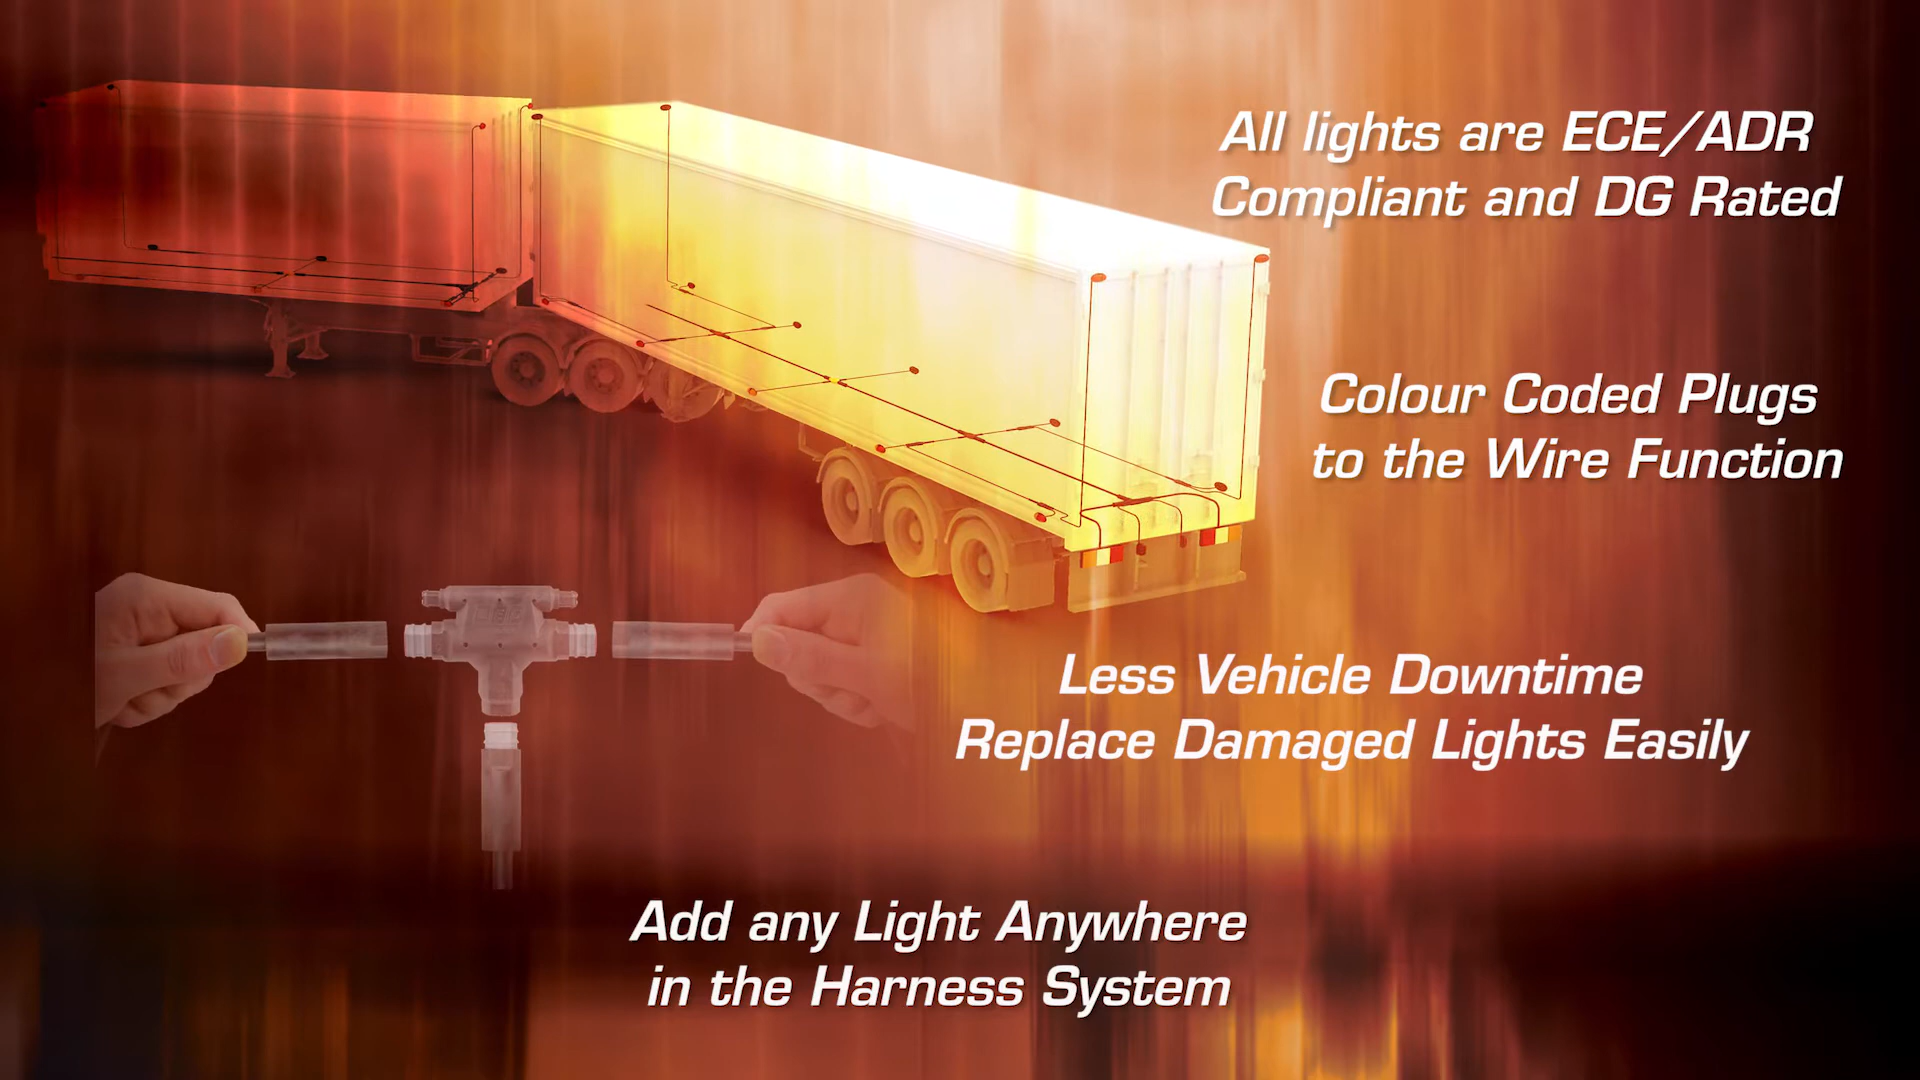 All lights are ECE/ADR
Compliant and DG Rated
Colour Coded Plugs
to the Wire Function
Less Vehicle Downtime
Replace Damaged Lights Easily
Add any Light Anywhere
in the Harness System